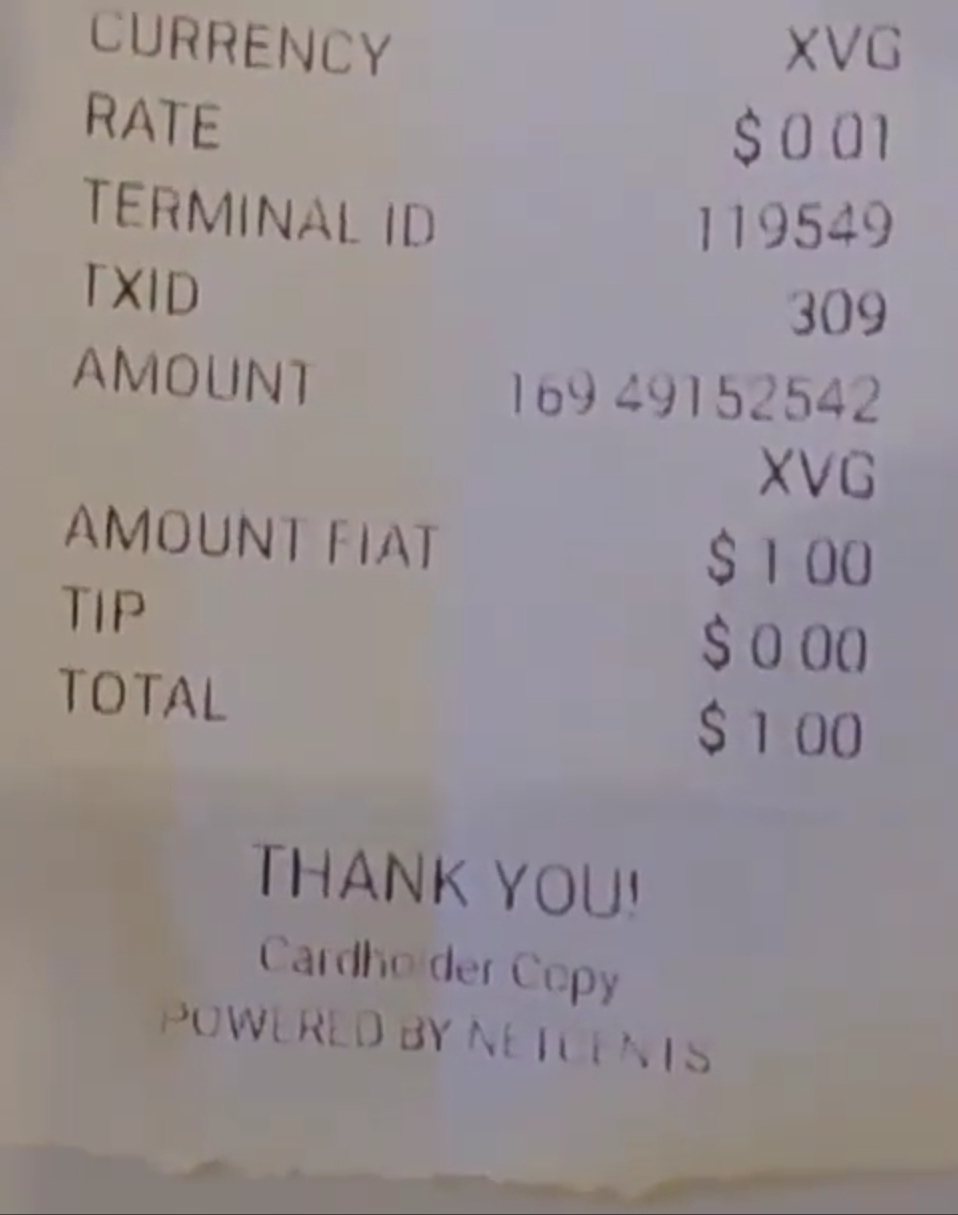 CURRENCY XVG
RATE $ 0.01
TERMINAL ID 119549
TXID 309
AMOUNT 169.49152542
XVG
AMOUNT FIAT $ 1.00
TIP $ 0.00
TOTAL $ 1.00
THANK YOU!
Cardholder Copy
POWERED BY NETCENTS